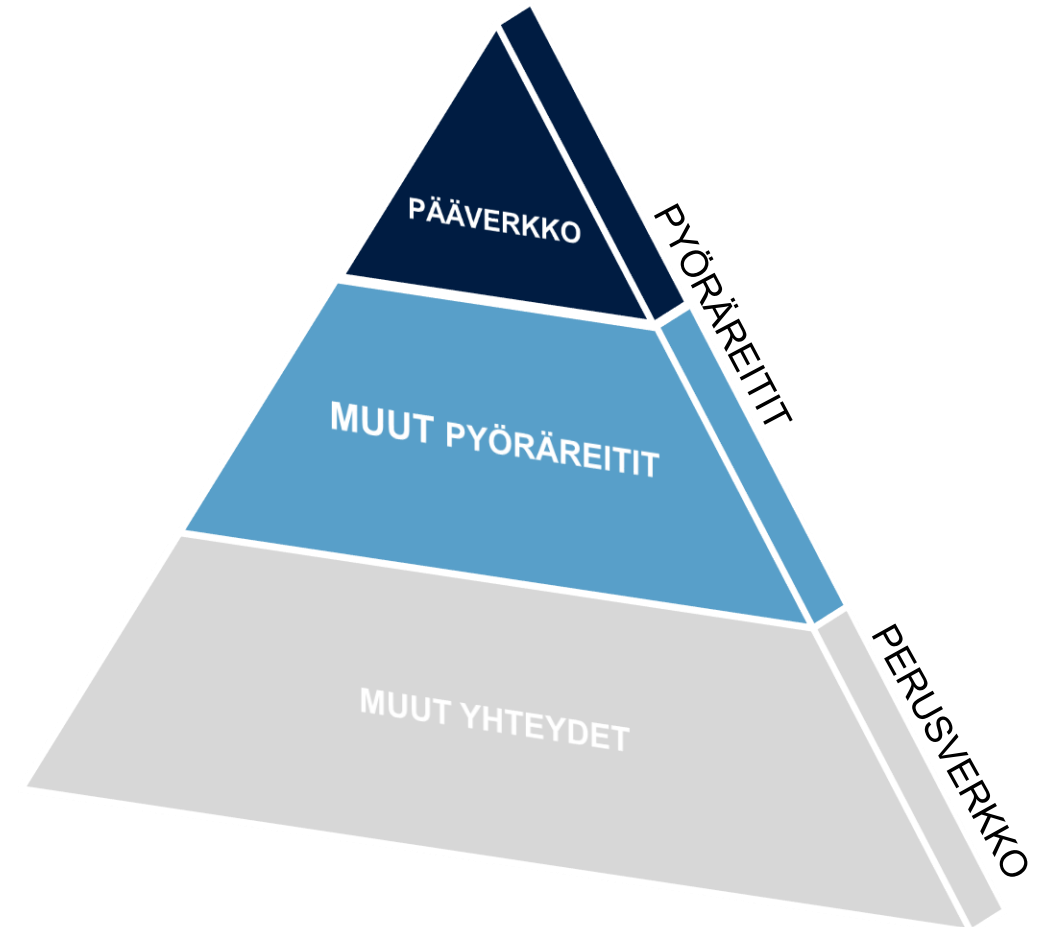 PÄÄVERKKO
PYÖRÄREITIT
MUUT PYÖRÄREITIT
MUUT YHTEYDET
PERUSVERKKO